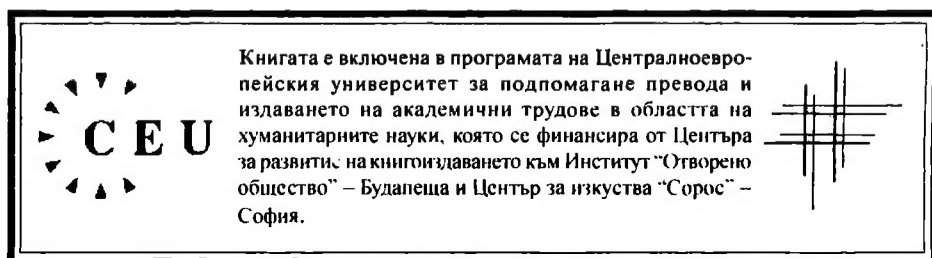 Книгата е включена в програмата на Централноевро-
пейския университет за подпомагане превода и
издаването на академични трудове в областта на
хуманитарните науки, която се финансира от Центъра
за развитие на книгоиздаването към Институт "Отворено
общество" – Будапеща и Център за изкуства "Сорос" –
София.
CEU